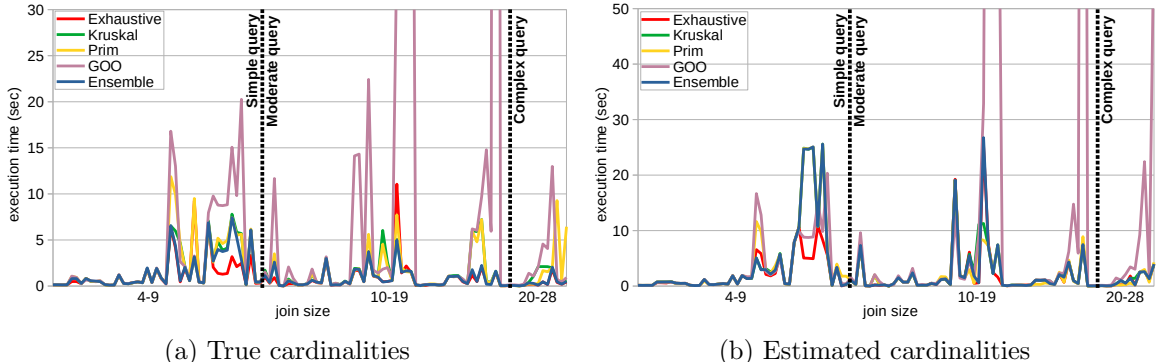 30
25
20
15
10
5
0
execution time (sec)
Exhaustive
Kruskal
Prim
GOO
Ensemble
Simple query
Moderate query
Complex query
4-9
10-19
20-28
join size
(a) True cardinalities
50
40
30
20
10
0
execution time (sec)
Exhaustive
Kruskal
Prim
GOO
Ensemble
Simple query
Moderate query
Complex query
4-9
10-19
20-28
join size
(b) Estimated cardinalities